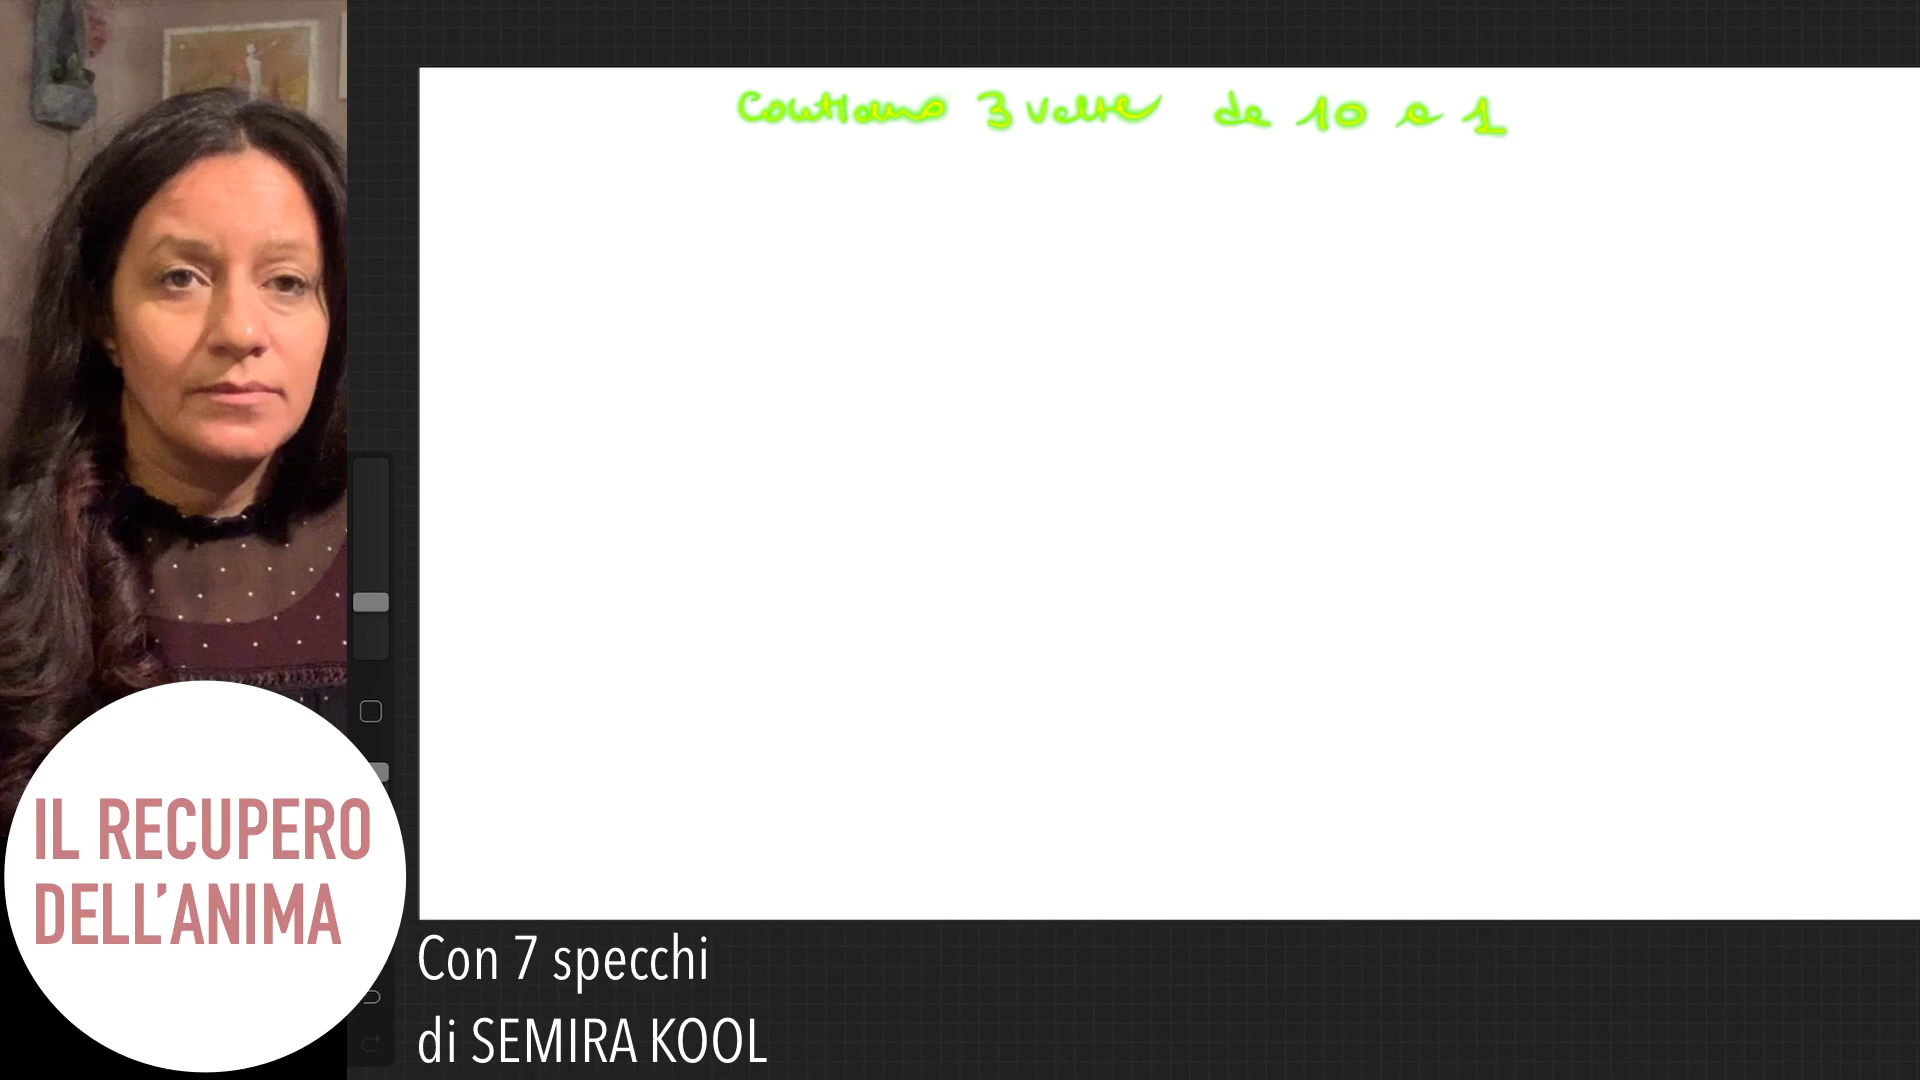 Contiamo 3 volte da 10 a 1
IL RECUPERO
DELL'ANIMA
Con 7 specchi
di SEMIRA KOOL